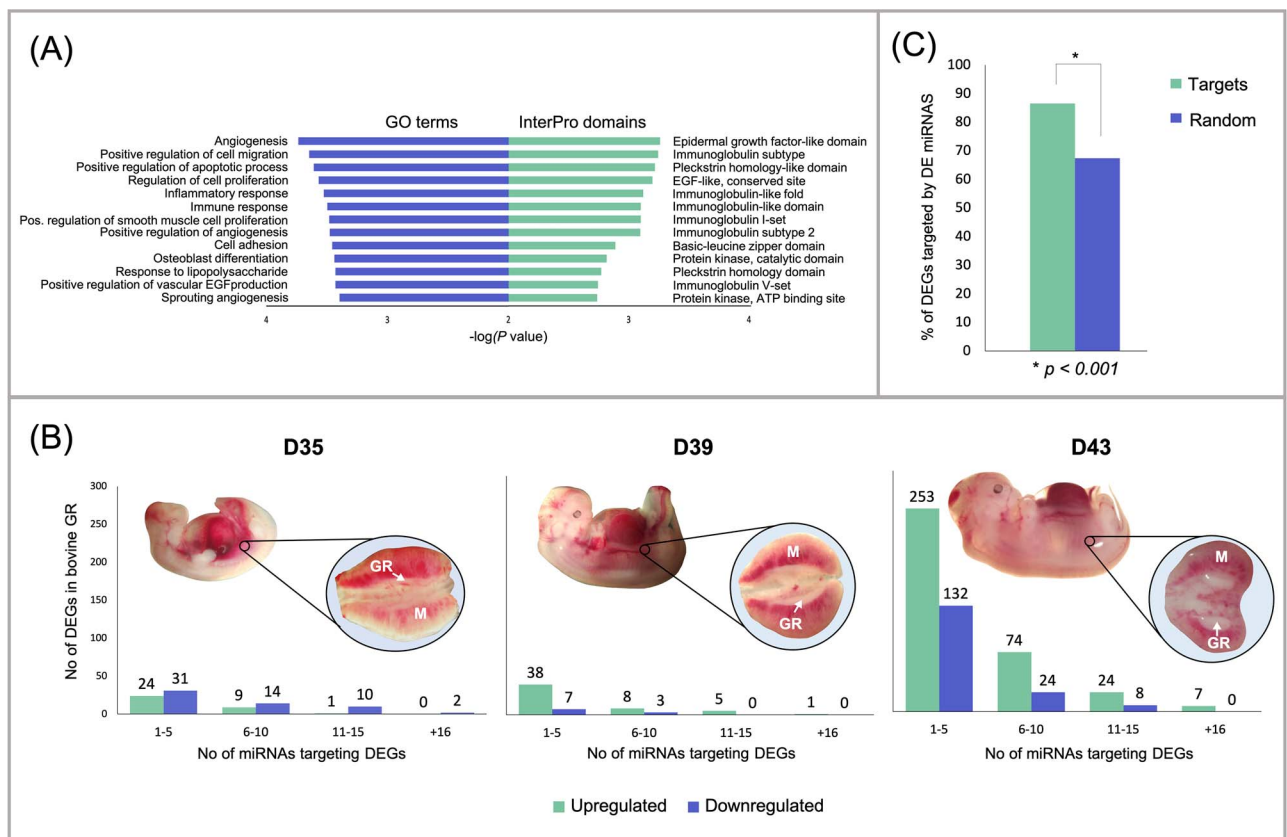 (A)
GO terms InterPro domains
Angiogenesis Epidermal growth factor-like domain
Positive regulation of cell migration Immunoglubulin subtype
Positive regulation of apoptotic process Pleckstrin homology-like domain
Regulation of cell proliferation EGF-like, conserved site
Inflammatory response Immunoglobulin-like fold
Immune response Immunoglobulin-like domain
Pos. regulation of smooth muscle cell proliferation Immunoglobulin I-set
Positive regulation of angiogenesis Immunoglobulin subtype 2
Cell adhesion Basic-leucine zipper domain
Osteoblast differentiation Protein kinase, catalytic domain
Response to lipopolysaccharide Pleckstrin homology domain
Positive regulation of vascular EGFproduction Immunoglobulin V-set
Sprouting angiogenesis Protein kinase, ATP binding site
4 3 2 3 4
-log(P value)
(C)
% of DEGs targeted by DE miRNAS
100
90
80
70
60
50
40
30
20
10
0
*
Targets
Random
* p < 0.001
(B)
D35
No of DEGs in bovine GR
300
250
200
150
100
50
0
GR
M
24 31 9 14 1 10 0 2
1-5 6-10 11-15 +16
No of miRNAs targeting DEGs
D39
M
GR
38 7 8 3 5 0 1 0
1-5 6-10 11-15 +16
No of miRNAs targeting DEGs
D43
M
GR
253 132 74 24 24 8 7 0
1-5 6-10 11-15 +16
No of miRNAs targeting DEGs
Upregulated Downregulated